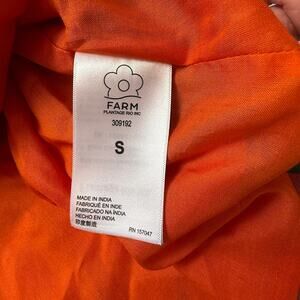 FARM
PLANTAGE RIO INC
309192
S
MADE IN INDIA
FABRIQUÉ EN INDE
FABRICADO NA ÍNDIA
HECHO EN INDIA
印度製造
RN 157047